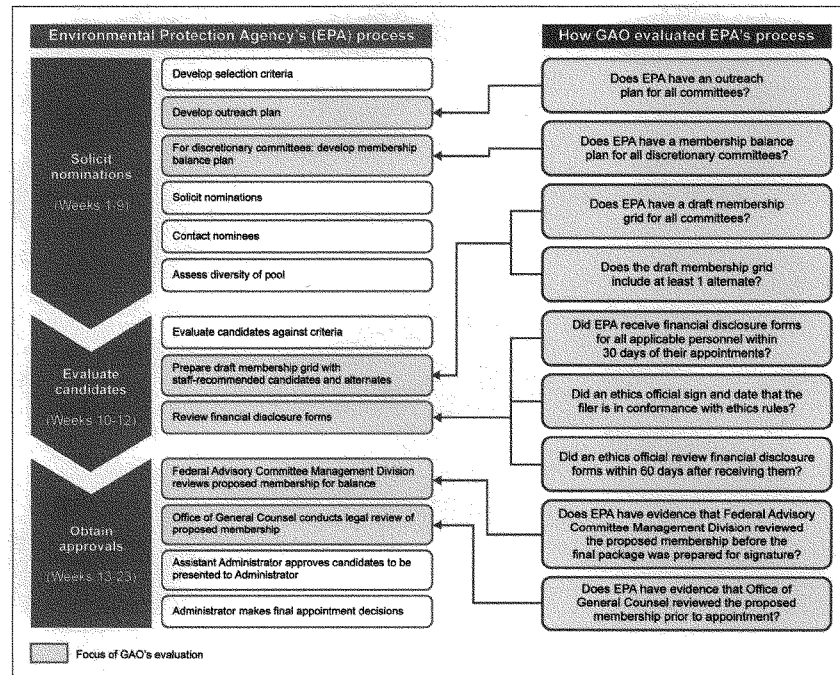 Environmental Protection Agency's (EPA) process
Solicit
nominations
(Weeks 1-9)
Develop selection criteria
Develop outreach plan
For discretionary committees: develop membership
balance plan
Solicit nominations
Contact nominees
Assess diversity of pool
Evaluate
candidates
(Weeks 10-12)
Evaluate candidates against criteria
Prepare draft membership grid with
staff-recommended candidates and alternates
Review financial disclosure forms
Obtain
approvals
(Weeks 13-23)
Federal Advisory Committee Management Division
reviews proposed membership for balance
Office of General Counsel conducts legal review of
proposed membership
Assistant Administrator approves candidates to be
presented to Administrator
Administrator makes final appointment decisions
How GAO evaluated EPA's process
Does EPA have an outreach
plan for all committees?
Does EPA have a membership balance
plan for all discretionary committees?
Does EPA have a draft membership
grid for all committees?
Does the draft membership grid
include at least 1 alternate?
Did EPA receive financial disclosure forms
for all applicable personnel within
30 days of their appointments?
Did an ethics official sign and date that the
filer is in conformance with ethics rules?
Did an ethics official review financial disclosure
forms within 60 days after receiving them?
Does EPA have evidence that Federal Advisory
Committee Management Division reviewed
the proposed membership before the
final package was prepared for signature?
Does EPA have evidence that Office of
General Counsel reviewed the proposed
membership prior to appointment?
Focus of GAO's evaluation